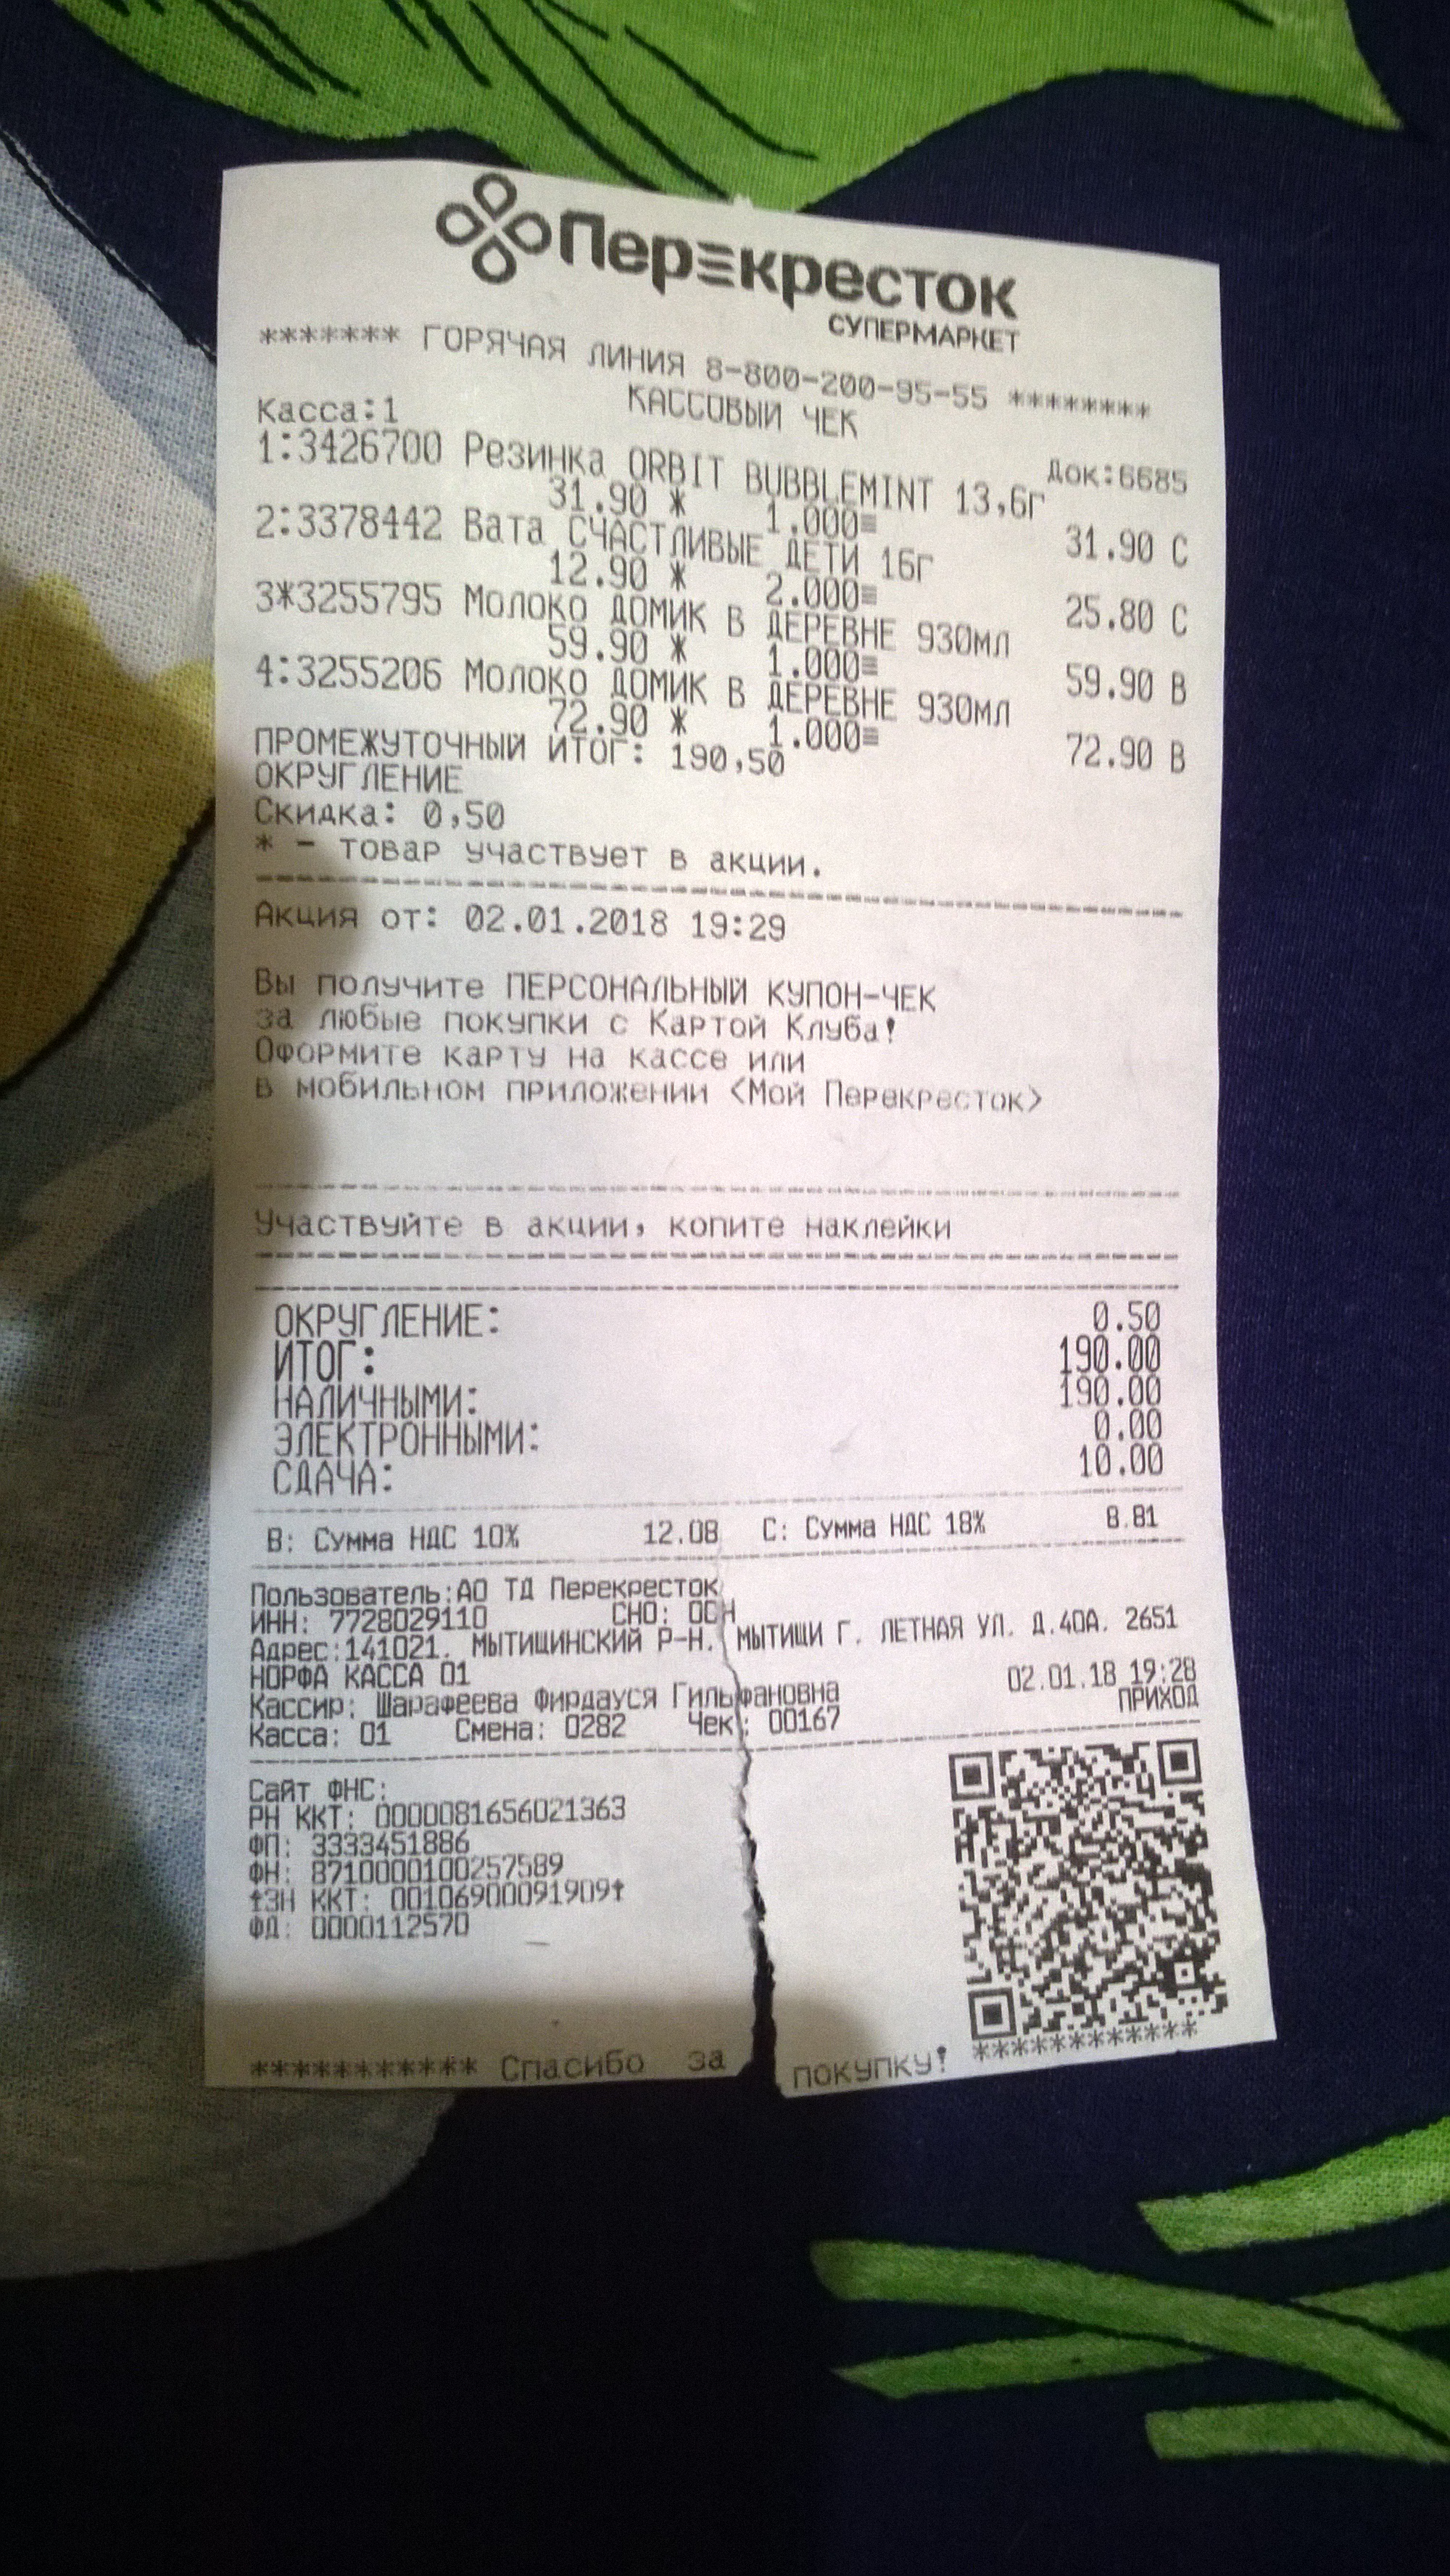 Перекресток
СУПЕРМАРКЕТ
******* ГОРЯЧАЯ ЛИНИЯ 8-800-200-95-55 ********
КАССОВЫЙ ЧЕК
Касса:1 Док:6685
1:3426700 Резинка ORBIT BUBBLEMINT 13,6г
31.90 * 1.000= 31.90 С
2:3378442 Вата СЧАСТЛИВЫЕ ДЕТИ 16г
12.90 * 2.000= 25.80 С
3*3255795 Молоко ДОМИК В ДЕРЕВНЕ 930мл
59.90 * 1.000= 59.90 В
4:3255206 Молоко ДОМИК В ДЕРЕВНЕ 930мл
72.90 * 1.000= 72.90 В
ПРОМЕЖУТОЧНЫЙ ИТОГ: 190,50
ОКРУГЛЕНИЕ
Скидка: 0,50
* - товар участвует в акции.
Акция от: 02.01.2018 19:29
Вы получите ПЕРСОНАЛЬНЫЙ КУПОН-ЧЕК
за любые покупки с Картой Клуба!
Оформите карту на кассе или
в мобильном приложении <Мой Перекресток>
Участвуйте в акции, копите наклейки
ОКРУГЛЕНИЕ: 0.50
ИТОГ: 190.00
НАЛИЧНЫМИ: 190.00
ЭЛЕКТРОННЫМИ: 0.00
СДАЧА: 10.00
В: Сумма НДС 10% 12.08 С: Сумма НДС 18% 8.81
Пользователь:АО ТД Перекресток
ИНН: 7728029110 СНО: ОСН
Адрес:141021. МЫТИЩИНСКИЙ Р-Н. МЫТИЩИ Г. ЛЕТНАЯ УЛ. Д.40А. 2651
НОРФА КАССА 01 02.01.18 19:28
Кассир: Шарафеева Фирдауся Гильфановна ПРИХОД
Касса: 01 Смена: 0282 Чек: 00167
Сайт ФНС:
РН ККТ: 0000081656021363
ФП: 3333451886
ФН: 8710000100257589
↑ЗН ККТ: 00106900091909↑
ФД: 0000112570
*********** Спасибо за покупку! ************